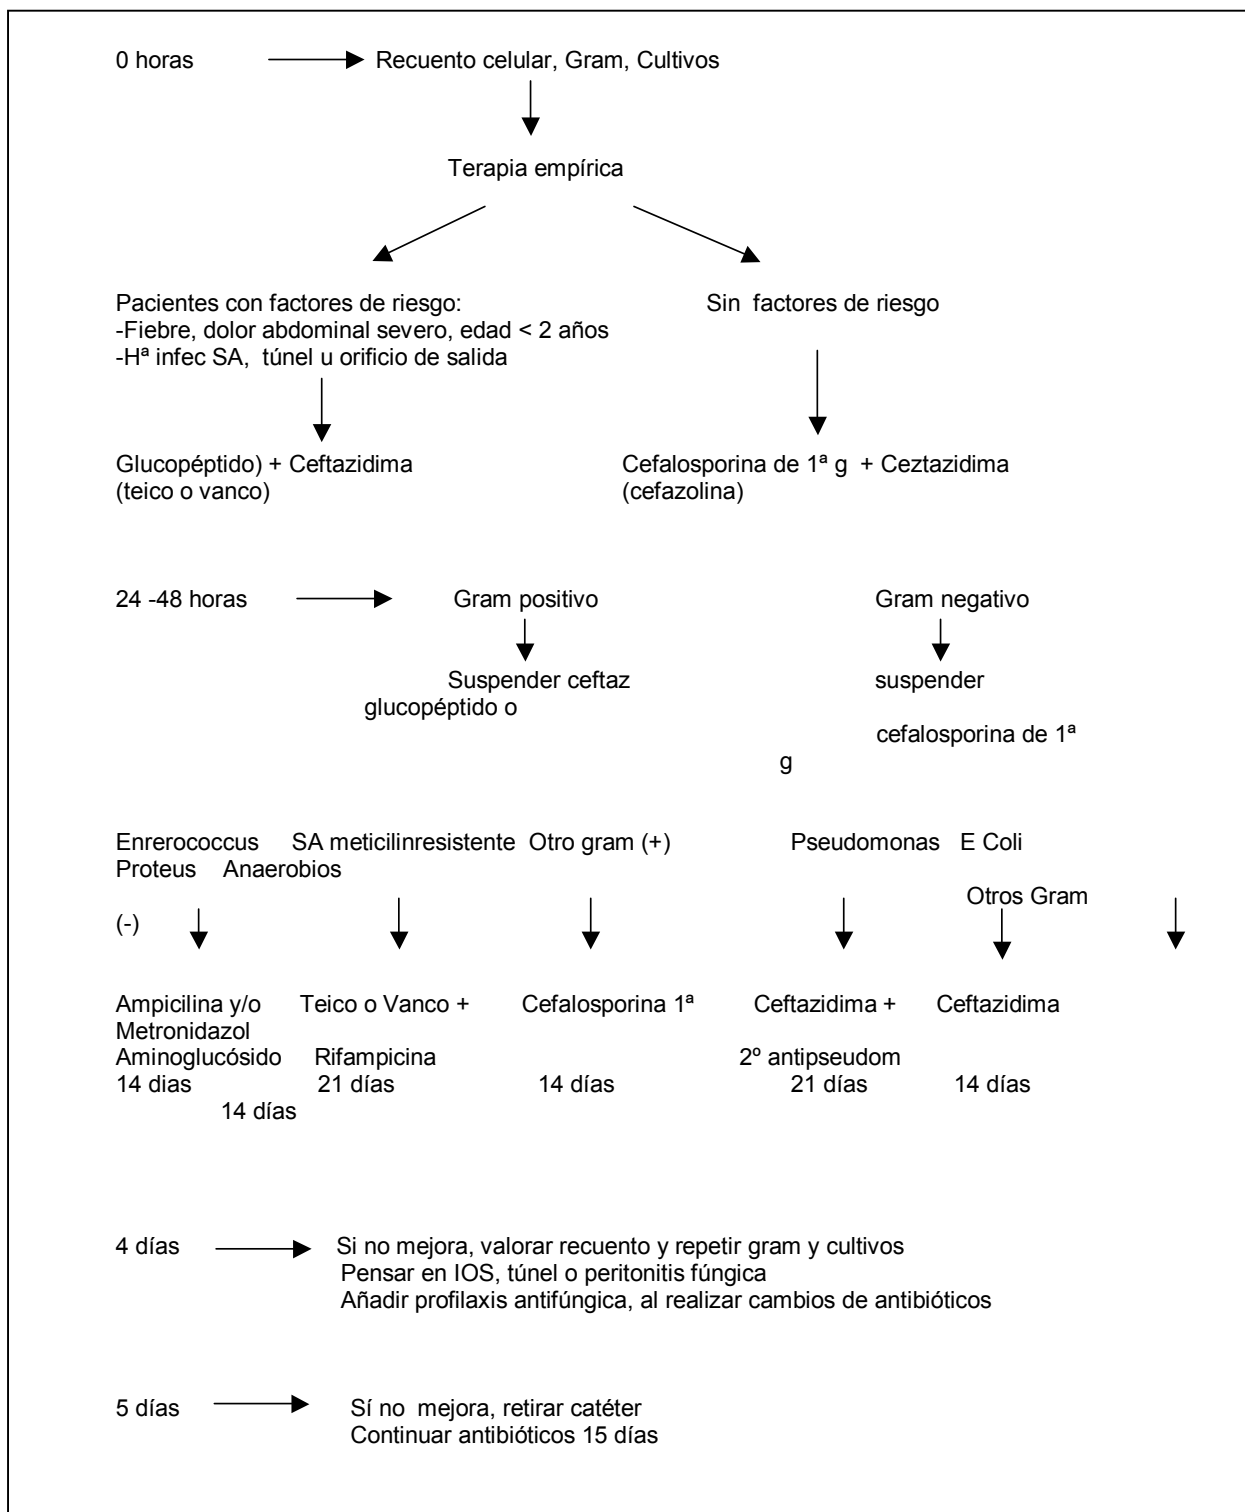 0 horas Recuento celular, Gram, Cultivos
Terapia empírica
Pacientes con factores de riesgo: Sin factores de riesgo
-Fiebre, dolor abdominal severo, edad < 2 años
-Hª infec SA, túnel u orificio de salida
Glucopéptido) + Ceftazidima Cefalosporina de 1ª g + Ceztazidima
(teico o vanco) (cefazolina)
24 -48 horas Gram positivo Gram negativo
Suspender ceftaz suspender
glucopéptido o
cefalosporina de 1ª
g
Enrerococcus SA meticilinresistente Otro gram (+) Pseudomonas E Coli
Proteus Anaerobios
Otros Gram
(-)
Ampicilina y/o Teico o Vanco + Cefalosporina 1ª Ceftazidima + Ceftazidima
Metronidazol
Aminoglucósido Rifampicina 2º antipseudom
14 dias 21 días 14 días 21 días 14 días
14 días
4 días Si no mejora, valorar recuento y repetir gram y cultivos
Pensar en IOS, túnel o peritonitis fúngica
Añadir profilaxis antifúngica, al realizar cambios de antibióticos
5 días Sí no mejora, retirar catéter
Continuar antibióticos 15 días